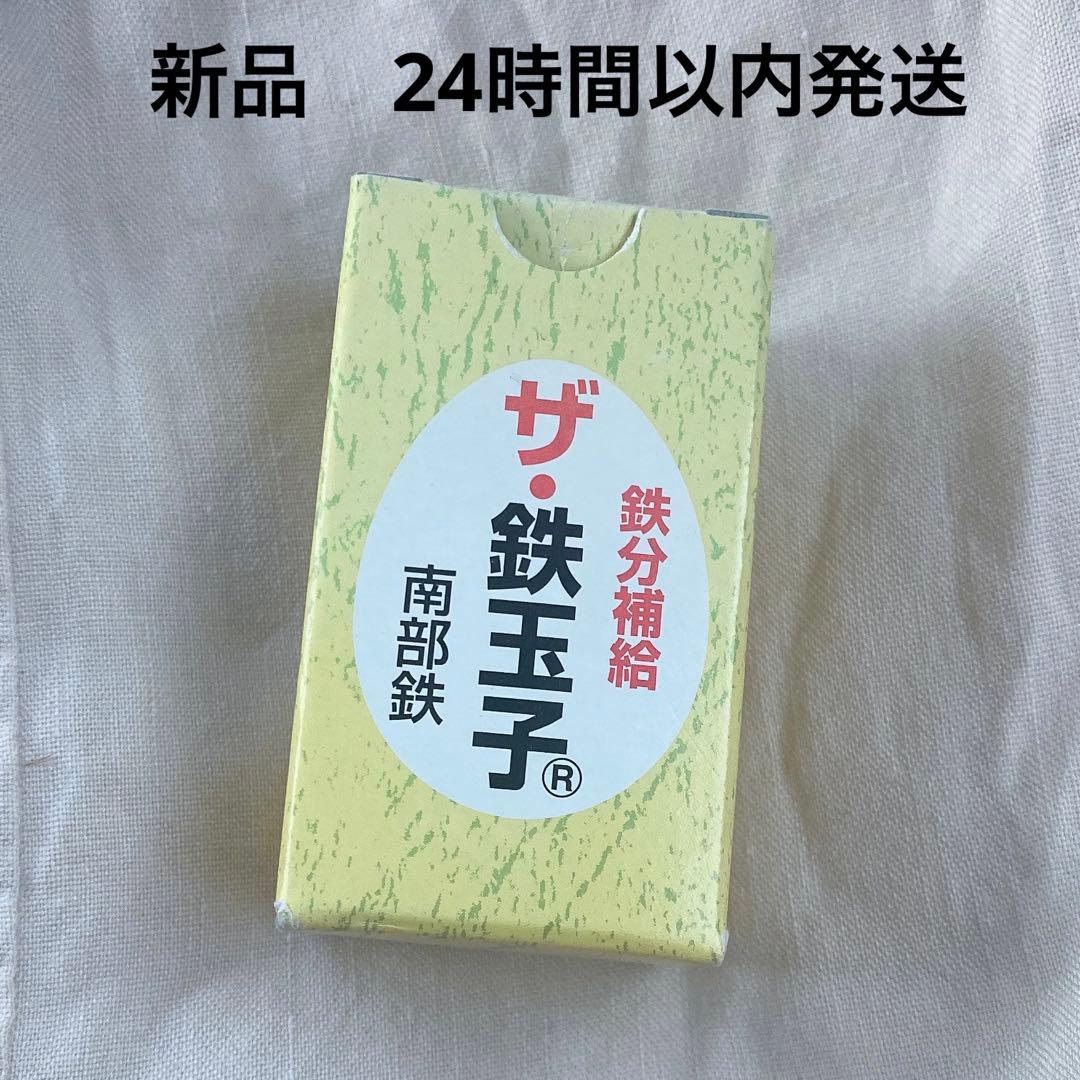 新品　24時間以内発送
鉄分補給
ザ・鉄玉子®
南部鉄